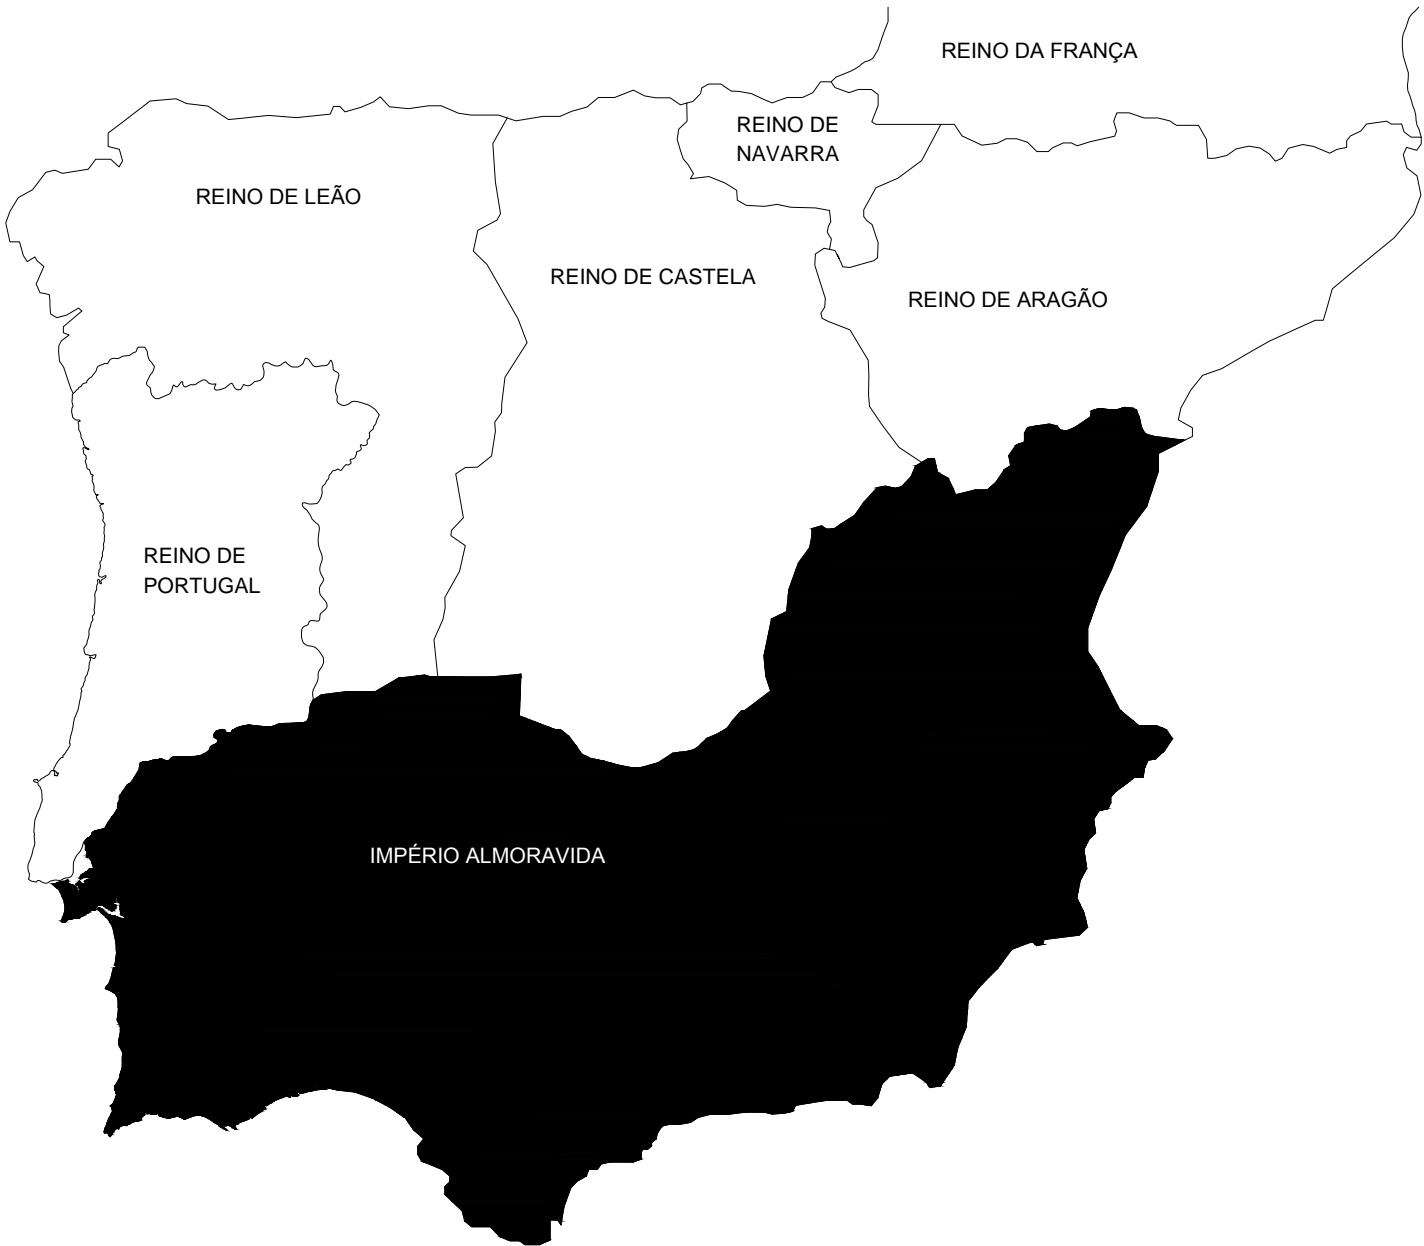 REINO DA FRANÇA
REINO DE
NAVARRA
REINO DE LEÃO
REINO DE CASTELA
REINO DE ARAGÃO
REINO DE
PORTUGAL
IMPÉRIO ALMORAVIDA